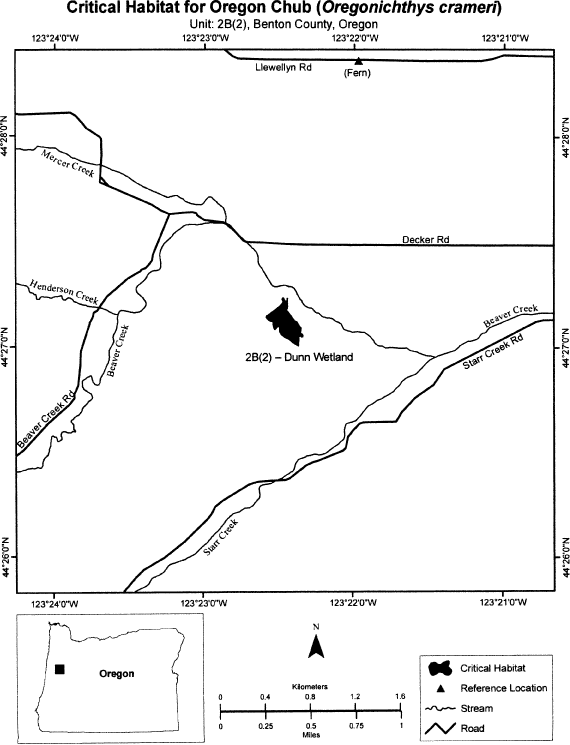 Critical Habitat for Oregon Chub (Oregonichthys crameri)
Unit: 2B(2), Benton County, Oregon
123°24'0"W 123°23'0"W 123°22'0"W 123°21'0"W
Llewellyn Rd
(Fern)
44°28'0"N 44°28'0"N
Mercer Creek
Decker Rd
Henderson Creek
Beaver Creek
Beaver Creek
44°27'0"N 44°27'0"N
Starr Creek Rd
2B(2) – Dunn Wetland
Beaver Creek Rd
Starr Creek
44°26'0"N 44°26'0"N
123°24'0"W 123°23'0"W 123°22'0"W 123°21'0"W
Oregon
N
Kilometers
0 0.4 0.8 1.2 1.6
0 0.25 0.5 0.75 1
Miles
Critical Habitat
Reference Location
Stream
Road